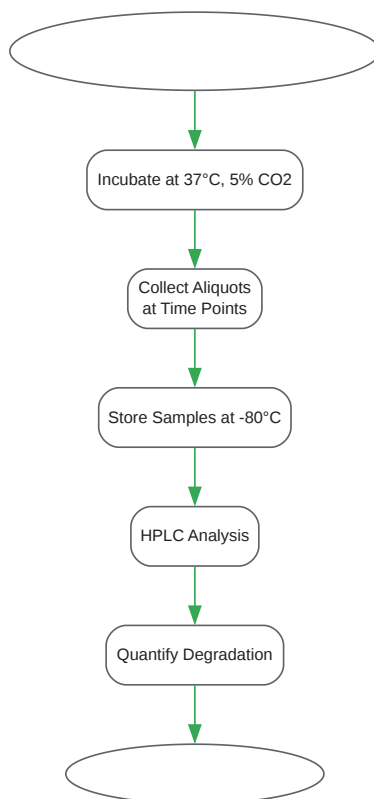 Incubate at 37°C, 5% CO2
Collect Aliquots
at Time Points
Store Samples at -80°C
HPLC Analysis
Quantify Degradation